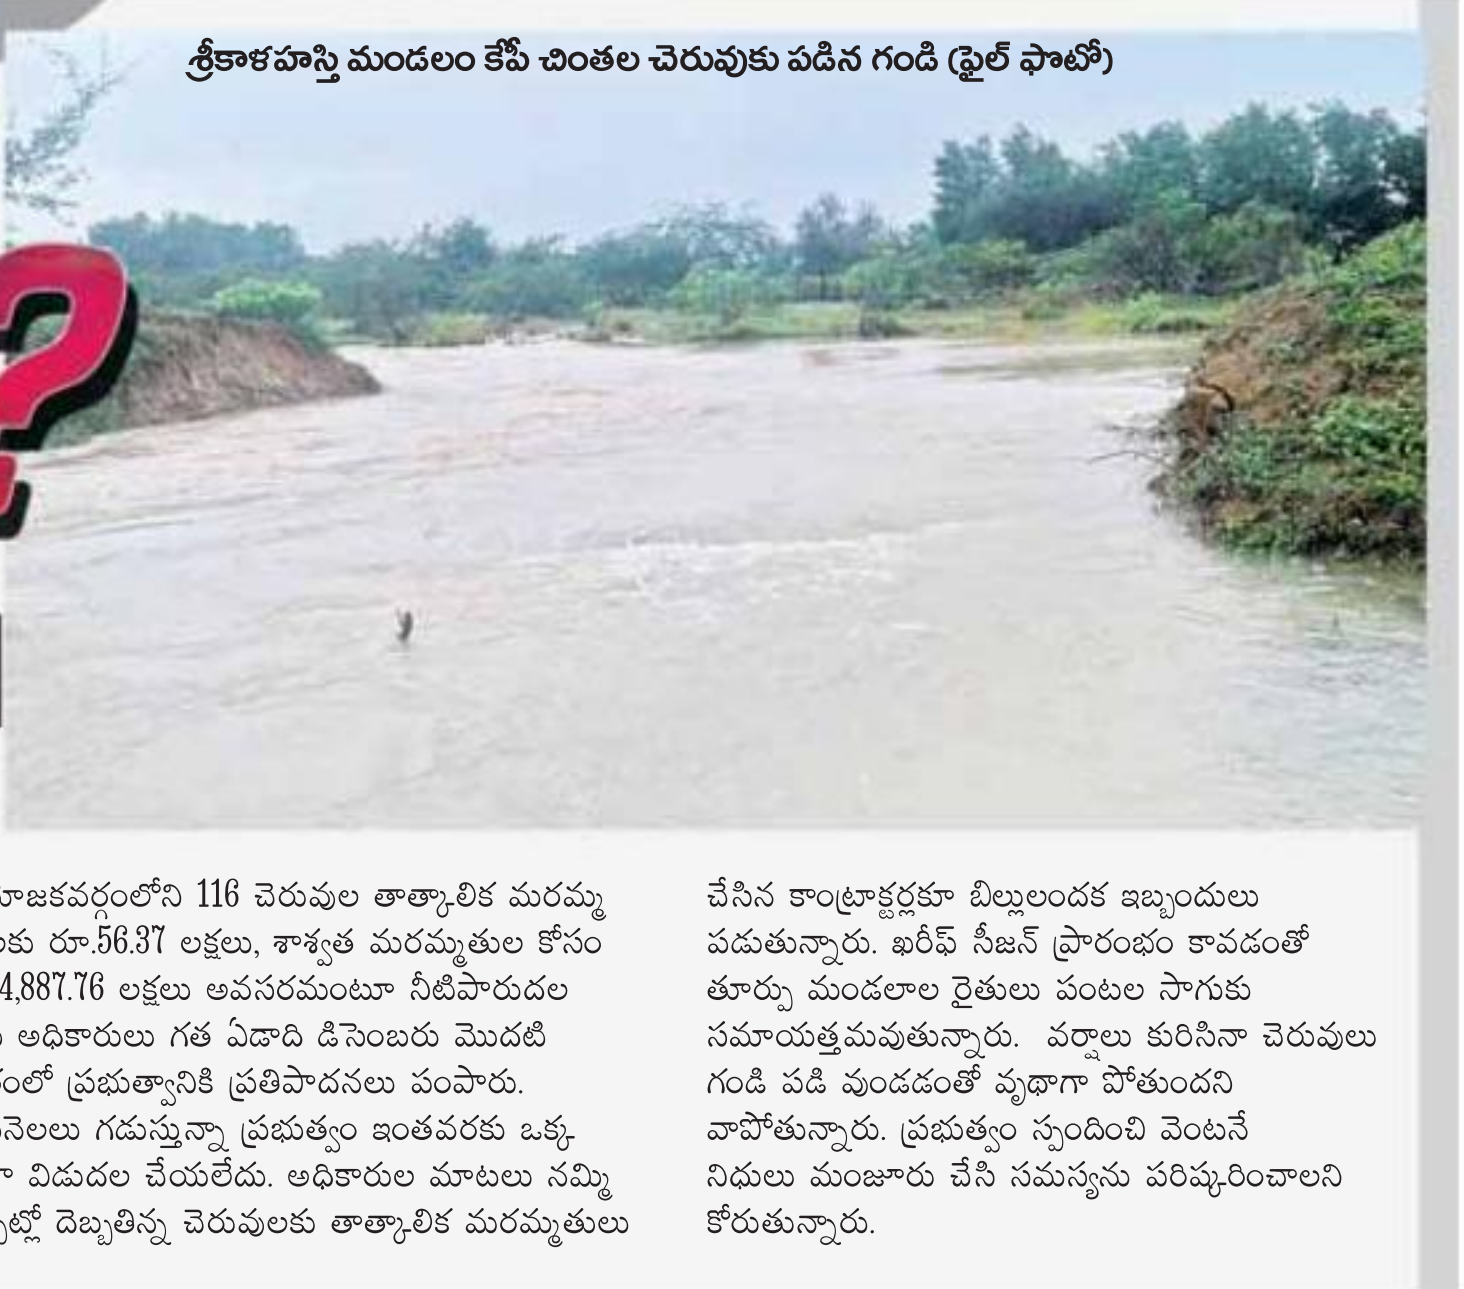 శ్రీకాళహస్తి మండలం కేపీ చింతల చెరువుకు పడిన గండి (ఫైల్ ఫొటో)
?
116 చెరువుల తాత్కాలిక మరమ్మ
రూ.56.37 లక్షలు, శాశ్వత మరమ్మతుల కోసం
4,887.76 లక్షలు అవసరమంటూ నీటిపారుదల
అధికారులు గత ఏడాది డిసెంబరు మొదటి
ప్రభుత్వానికి ప్రతిపాదనలు పంపారు.
గడుస్తున్నా ప్రభుత్వం ఇంతవరకు ఒక్క
విడుదల చేయలేదు. అధికారుల మాటలు నమ్మి
దెబ్బతిన్న చెరువులకు తాత్కాలిక మరమ్మతులు
చేసిన కాంట్రాక్టర్లకూ బిల్లులందక ఇబ్బందులు
పడుతున్నారు. ఖరీఫ్ సీజన్ ప్రారంభం కావడంతో
తూర్పు మండలాల రైతులు పంటల సాగుకు
సమాయత్తమవుతున్నారు. వర్షాలు కురిసినా చెరువులు
గండి పడి వుండడంతో వృథాగా పోతుందని
వాపోతున్నారు. ప్రభుత్వం స్పందించి వెంటనే
నిధులు మంజూరు చేసి సమస్యను పరిష్కరించాలని
కోరుతున్నారు.